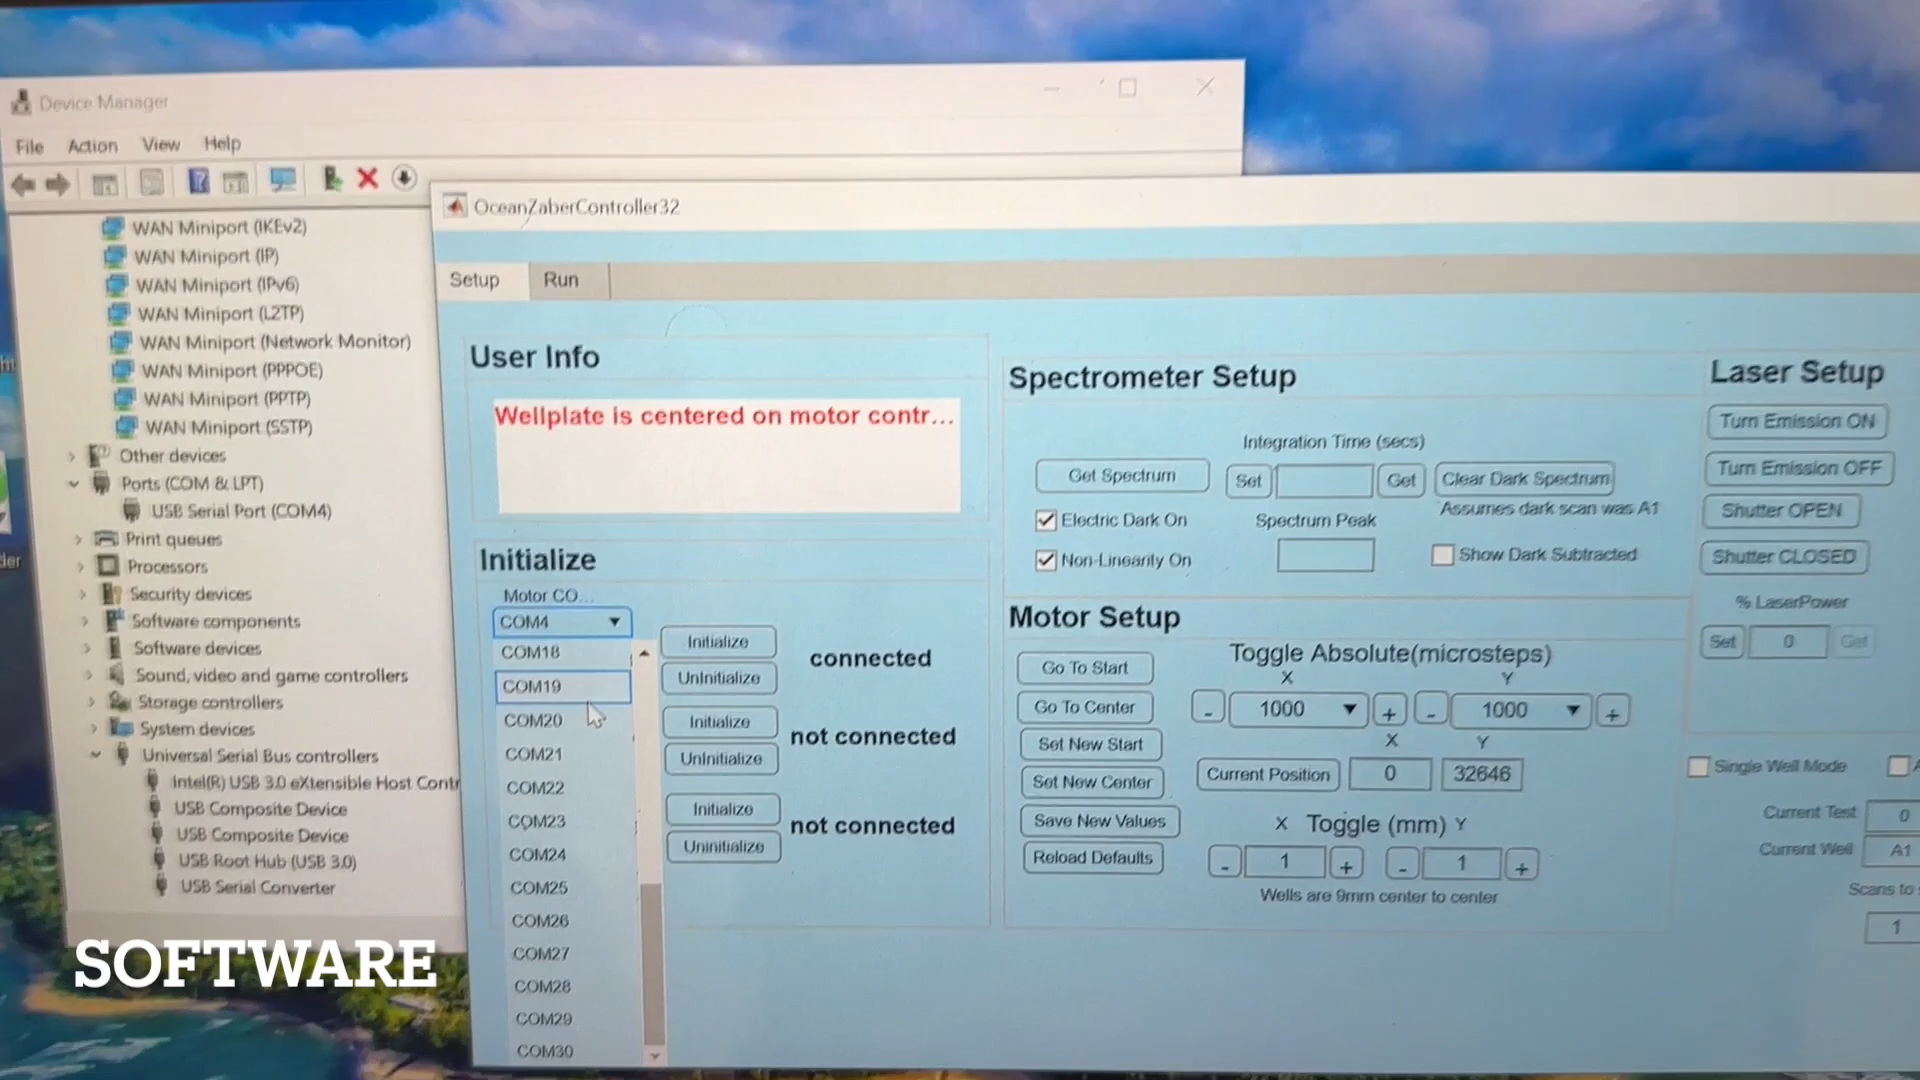 Device Manager
File Action View Help
WAN Miniport (IKEv2)
WAN Miniport (IP)
WAN Miniport (IPv6)
WAN Miniport (L2TP)
WAN Miniport (Network Monitor)
WAN Miniport (PPPOE)
WAN Miniport (PPTP)
WAN Miniport (SSTP)
Other devices
Ports (COM & LPT)
USB Serial Port (COM4)
Print queues
Processors
Security devices
Software components
Software devices
Sound, video and game controllers
Storage controllers
System devices
Universal Serial Bus controllers
Intel(R) USB 3.0 eXtensible Host Contr
USB Composite Device
USB Composite Device
USB Root Hub (USB 3.0)
USB Serial Converter
SOFTWARE
OceanZaberController32
Setup Run
User Info
Wellplate is centered on motor contr...
Initialize
Motor CO...
COM4
COM18
COM19
COM20
COM21
COM22
COM23
COM24
COM25
COM26
COM27
COM28
COM29
COM30
Initialize
UnInitialize
connected
Initialize
UnInitialize
not connected
Initialize
Uninitialize
not connected
Spectrometer Setup
Integration Time (secs)
Get Spectrum Set Get Clear Dark Spectrum
*Assumes dark scan was A1
Electric Dark On Spectrum Peak
Non-Linearity On Show Dark Subtracted
Motor Setup
Toggle Absolute(microsteps)
X Y
Go To Start
Go To Center
- 1000 + - 1000 +
Set New Start
X Y
Set New Center
Current Position 0 32646
Save New Values
X Toggle (mm) Y
Reload Defaults
- 1 + - 1 +
Wells are 9mm center to center
Laser Setup
Turn Emission ON
Turn Emission OFF
Shutter OPEN
Shutter CLOSED
% LaserPower
Set 0 Get
Single Well Mode
Current Test 0
Current Well A1
Scans to
1